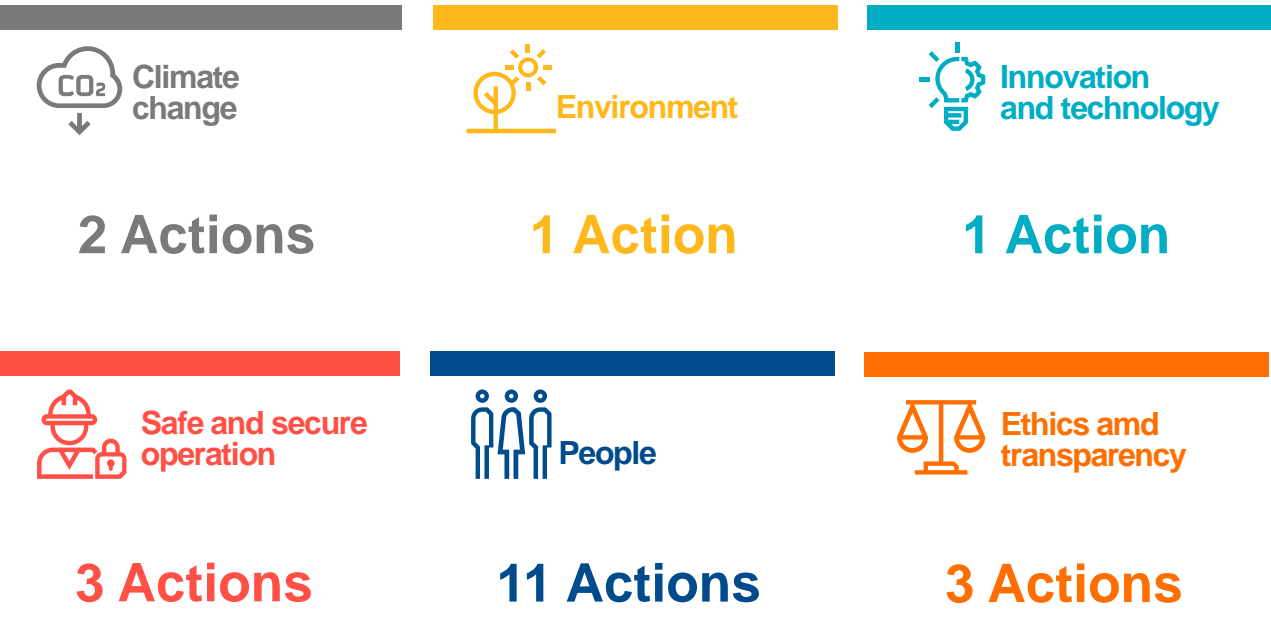 CO₂
Climate
change
Environment
Innovation
and technology
2 Actions
1 Action
1 Action
Safe and secure
operation
People
Ethics amd
transparency
3 Actions
11 Actions
3 Actions